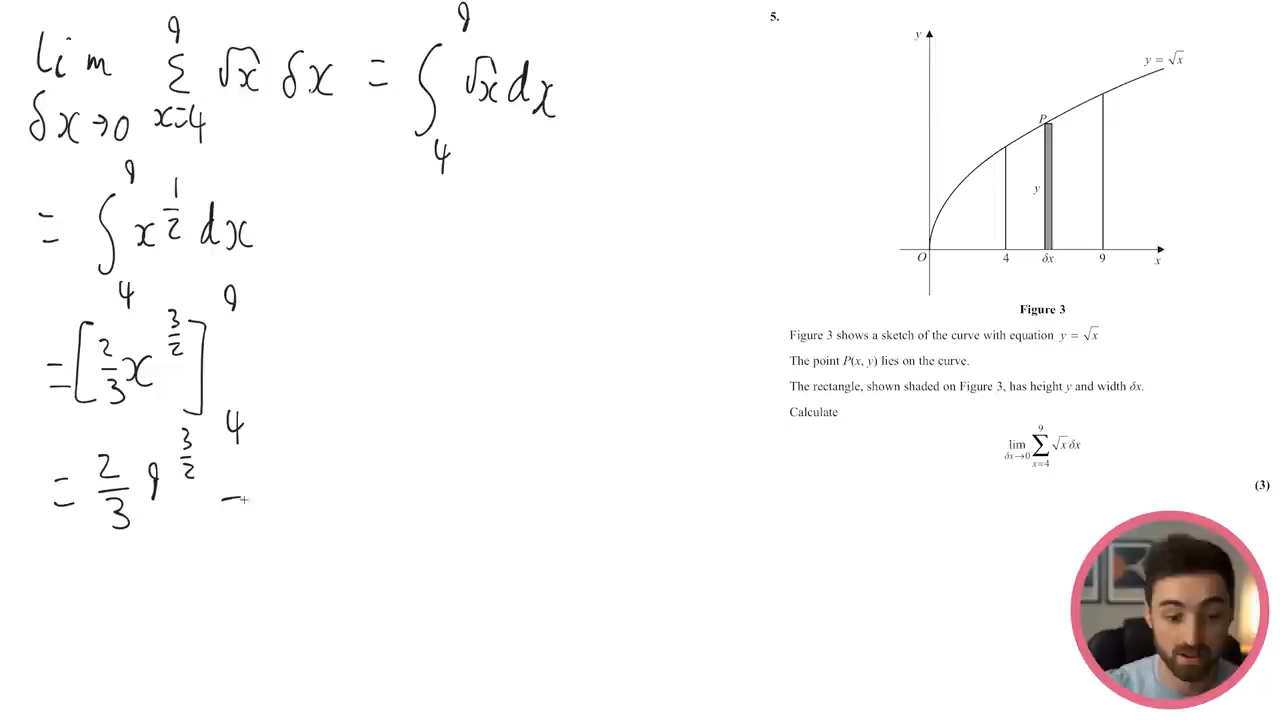 lim δx→0 9 Σ x=4 √x δx = ∫ 9 4 √x dx
= ∫ 9 4 x^1/2 dx
= [2/3 x^3/2] 9 4
= 2/3 9^3/2 −
5.
y
y = √x
P
y
O
4
δx
9
x
Figure 3
Figure 3 shows a sketch of the curve with equation y = √x
The point P(x, y) lies on the curve.
The rectangle, shown shaded on Figure 3, has height y and width δx.
Calculate
lim δx→0 9 ∑ x=4 √x δx
(3)